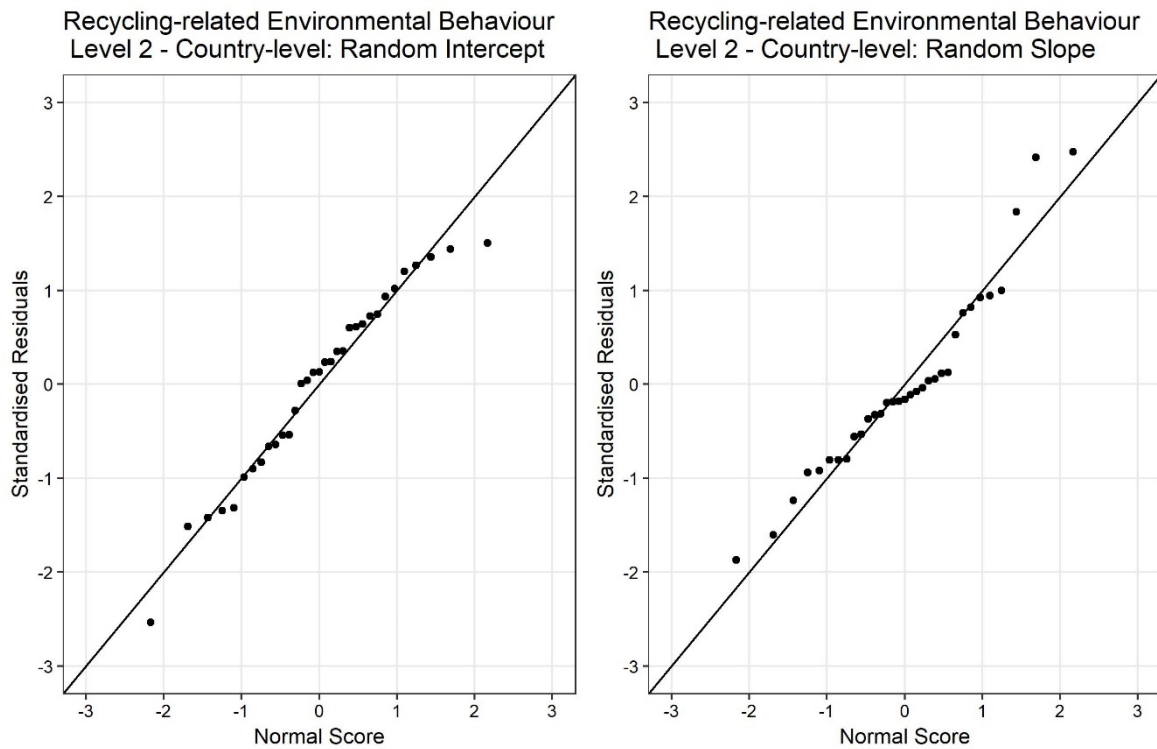 Recycling-related Environmental Behaviour
Level 2 - Country-level: Random Intercept
Standardised Residuals
3
2
1
0
-1
-2
-3
-3 -2 -1 0 1 2 3
Normal Score
Recycling-related Environmental Behaviour
Level 2 - Country-level: Random Slope
Standardised Residuals
3
2
1
0
-1
-2
-3
-3 -2 -1 0 1 2 3
Normal Score